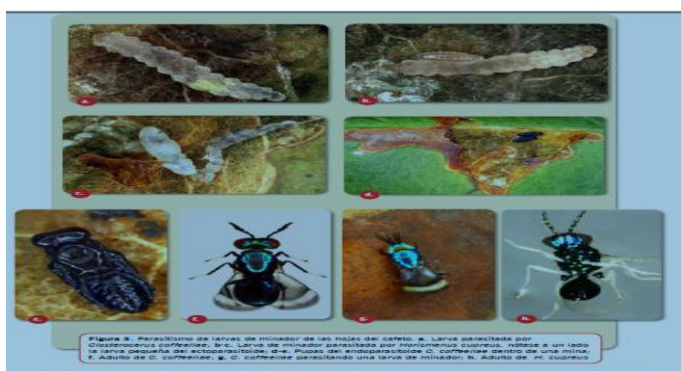 a.
b.
c.
d.
e.
f.
g.
h.
Figura 3. Parasitismo de larvas de minador de las hojas del cafeto. a. Larva parasitada por
Closterocerus coffeellae; b-c. Larva de minador parasitada por Horismenus cupreus, nótese a un lado
la larva pequeña del ectoparasitoide; d-e. Pupas del endoparasitoide C. coffeellae dentro de una mina;
f. Adulto de C. coffeellae; g. C. coffeellae parasitando una larva de minador; h. Adulto de H. cupreus